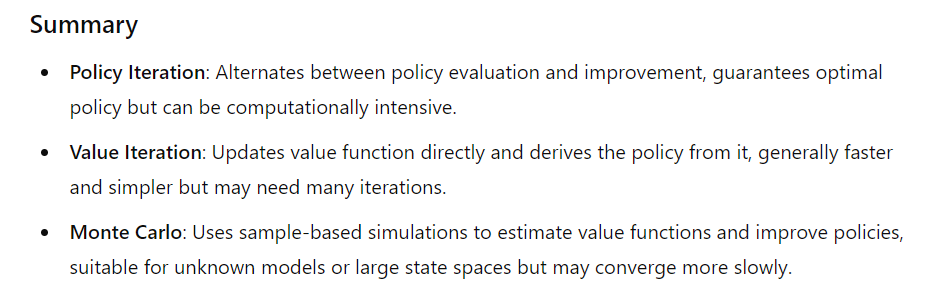 Summary
• Policy Iteration: Alternates between policy evaluation and improvement, guarantees optimal
policy but can be computationally intensive.
• Value Iteration: Updates value function directly and derives the policy from it, generally faster
and simpler but may need many iterations.
• Monte Carlo: Uses sample-based simulations to estimate value functions and improve policies,
suitable for unknown models or large state spaces but may converge more slowly.